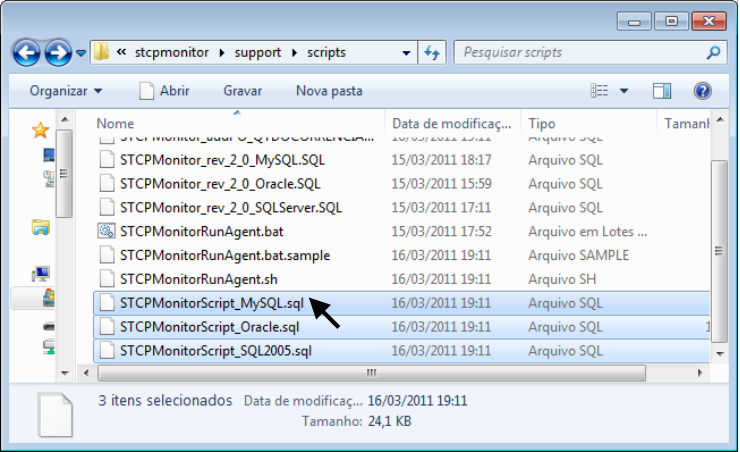 « stcpmonitor support scripts Pesquisar scripts
Organizar Abrir Gravar Nova pasta
Nome Data de modificaç... Tipo Tamanh
STCPMonitor_rev_2_0_MySQL.SQL 15/03/2011 18:17 Arquivo SQL
STCPMonitor_rev_2_0_Oracle.SQL 15/03/2011 15:59 Arquivo SQL
STCPMonitor_rev_2_0_SQLServer.SQL 15/03/2011 17:11 Arquivo SQL
STCPMonitorRunAgent.bat 15/03/2011 17:52 Arquivo em Lotes ...
STCPMonitorRunAgent.bat.sample 16/03/2011 19:11 Arquivo SAMPLE
STCPMonitorRunAgent.sh 16/03/2011 19:11 Arquivo SH
STCPMonitorScript_MySQL.sql 16/03/2011 19:11 Arquivo SQL
STCPMonitorScript_Oracle.sql 16/03/2011 19:11 Arquivo SQL 1
STCPMonitorScript_SQL2005.sql 16/03/2011 19:11 Arquivo SQL
3 itens selecionados Data de modificaç... 16/03/2011 19:11
Tamanho: 24,1 KB